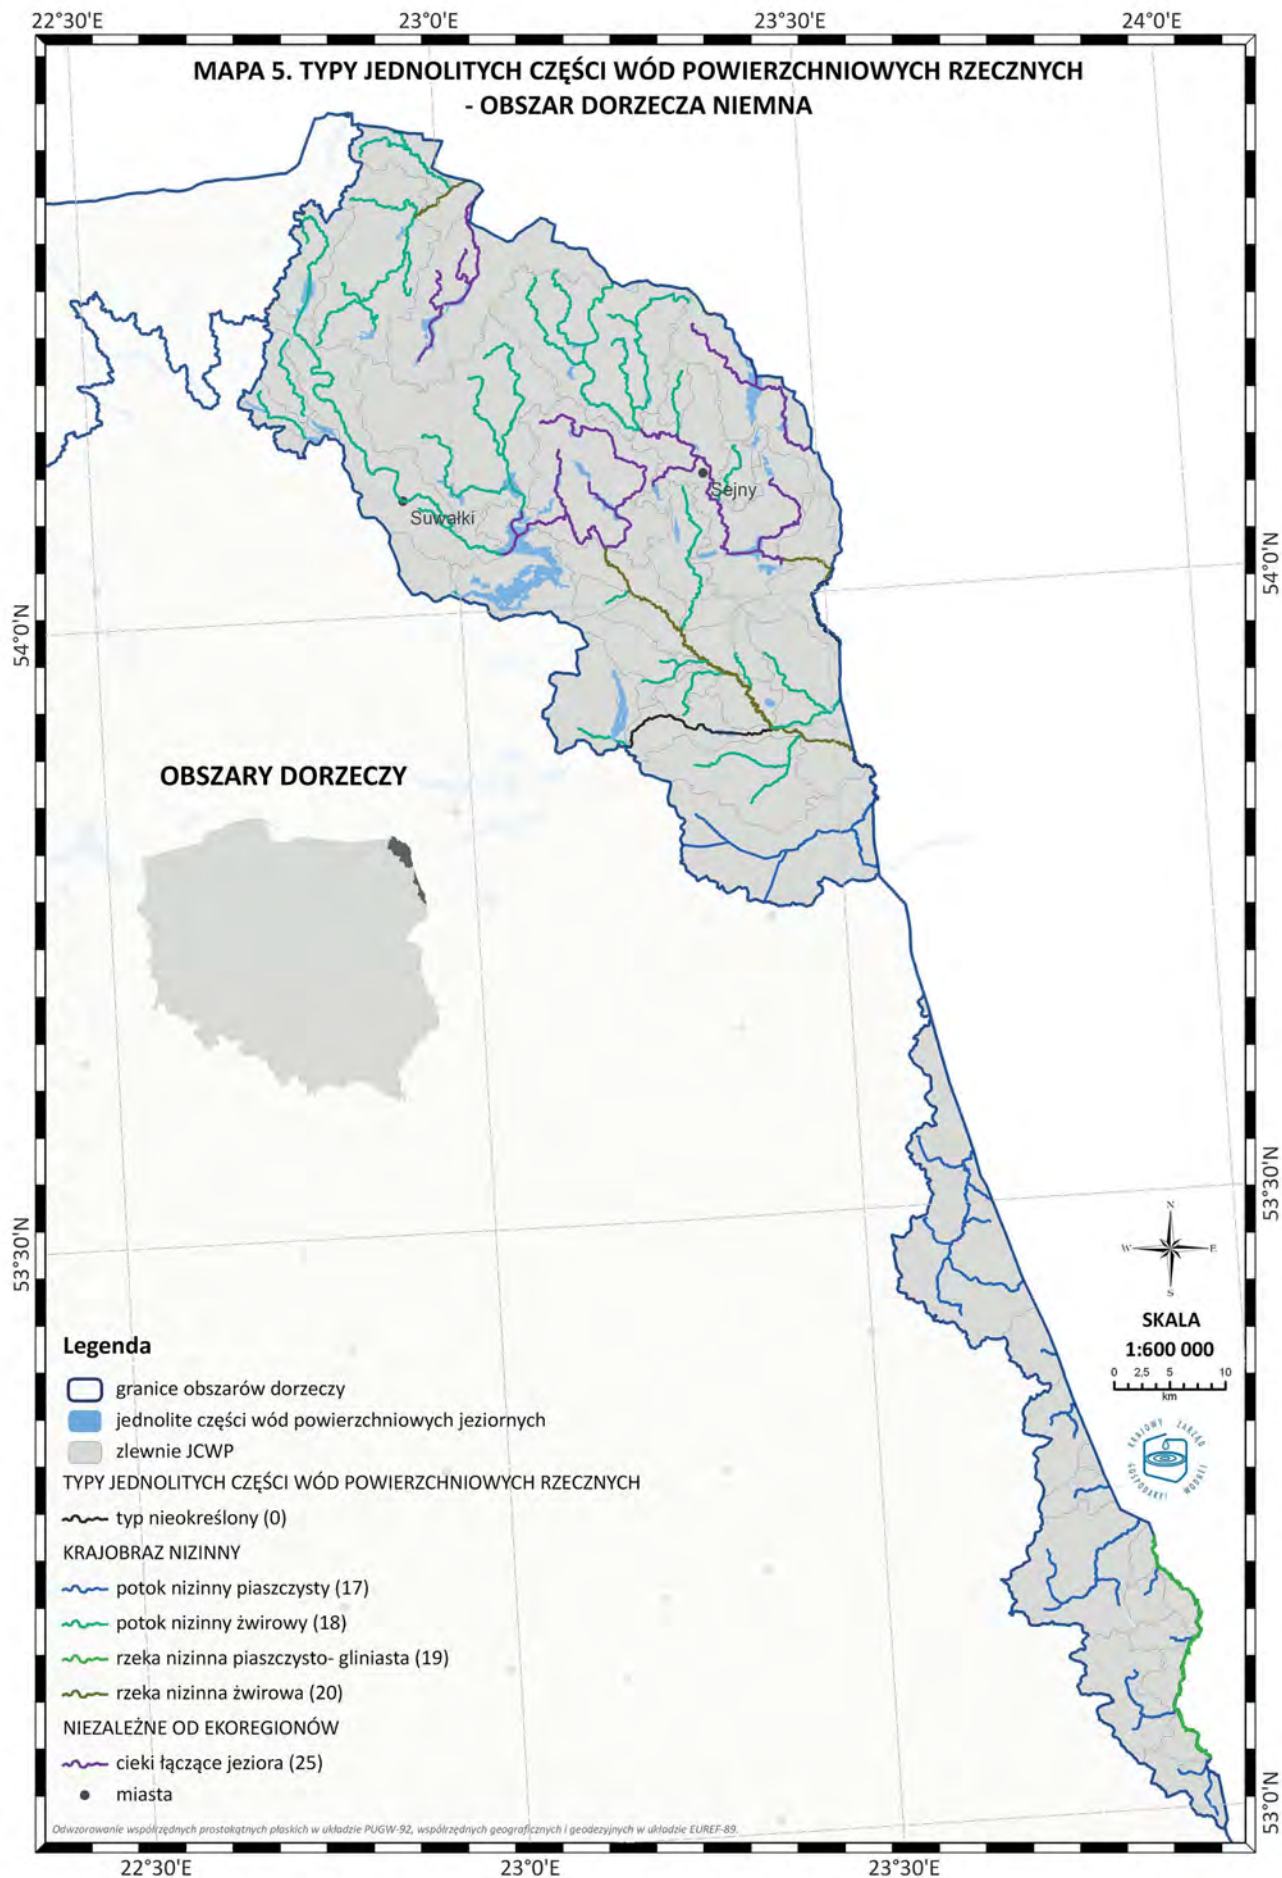 22°30'E 23°0'E 23°30'E 24°0'E
MAPA 5. TYPY JEDNOLITYCH CZĘŚCI WÓD POWIERZCHNIOWYCH RZECZNYCH
- OBSZAR DORZECZA NIEMNA
Sejny
Suwałki
54°0'N
54°0'N
OBSZARY DORZECZY
53°30'N
53°30'N
N
W E
S
SKALA
1:600 000
0 2,5 5 10
km
KRAJOWY ZARZĄD
GOSPODARKI WODNEJ
Legenda
granice obszarów dorzeczy
jednolite części wód powierzchniowych jeziornych
zlewnie JCWP
TYPY JEDNOLITYCH CZĘŚCI WÓD POWIERZCHNIOWYCH RZECZNYCH
typ nieokreślony (0)
KRAJOBRAZ NIZINNY
potok nizinny piaszczysty (17)
potok nizinny żwirowy (18)
rzeka nizinna piaszczysto- gliniasta (19)
rzeka nizinna żwirowa (20)
NIEZALEŻNE OD EKOREGIONÓW
cieki łączące jeziora (25)
miasta
53°0'N
Odwzorowanie współrzędnych prostokątnych płaskich w układzie PUGW-92, współrzędnych geograficznych i geodezyjnych w układzie EUREF-89.
22°30'E 23°0'E 23°30'E